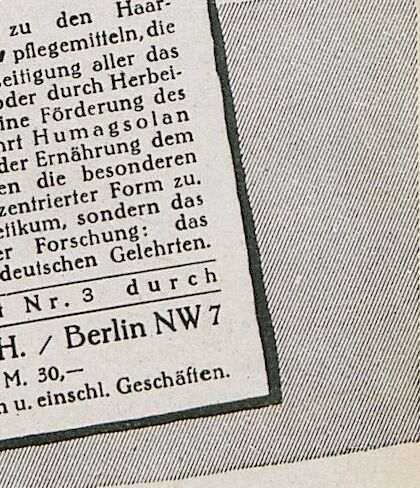 zu den Haar-
pflegemitteln, die
seitigung aller das
oder durch Herbei-
ine Förderung des
hrt Humagsolan
der Ernährung dem
en die besonderen
zentrierter Form zu.
etikum, sondern das
er Forschung: das
deutschen Gelehrten.
t Nr. 3 durch
H. / Berlin NW 7
M. 30,—
n u. einschl. Geschäften.